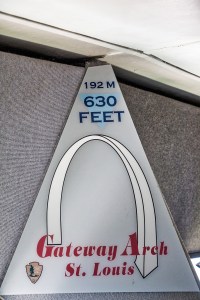 192 M
630
FEET
Gateway Arch
St. Louis